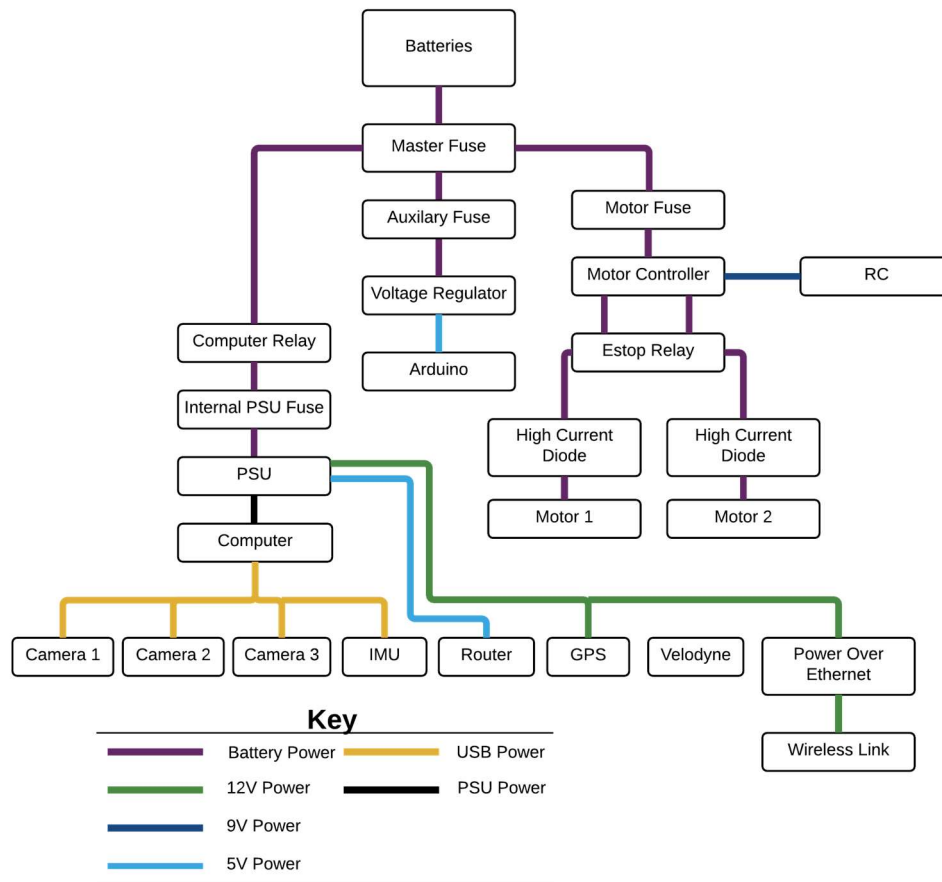 Batteries
Master Fuse
Auxilary Fuse
Motor Fuse
Voltage Regulator
Motor Controller
RC
Computer Relay
Arduino
Estop Relay
Internal PSU Fuse
High Current
Diode
High Current
Diode
PSU
Motor 1
Motor 2
Computer
Camera 1
Camera 2
Camera 3
IMU
Router
GPS
Velodyne
Power Over
Ethernet
Wireless Link
Key
Battery Power
USB Power
12V Power
PSU Power
9V Power
5V Power